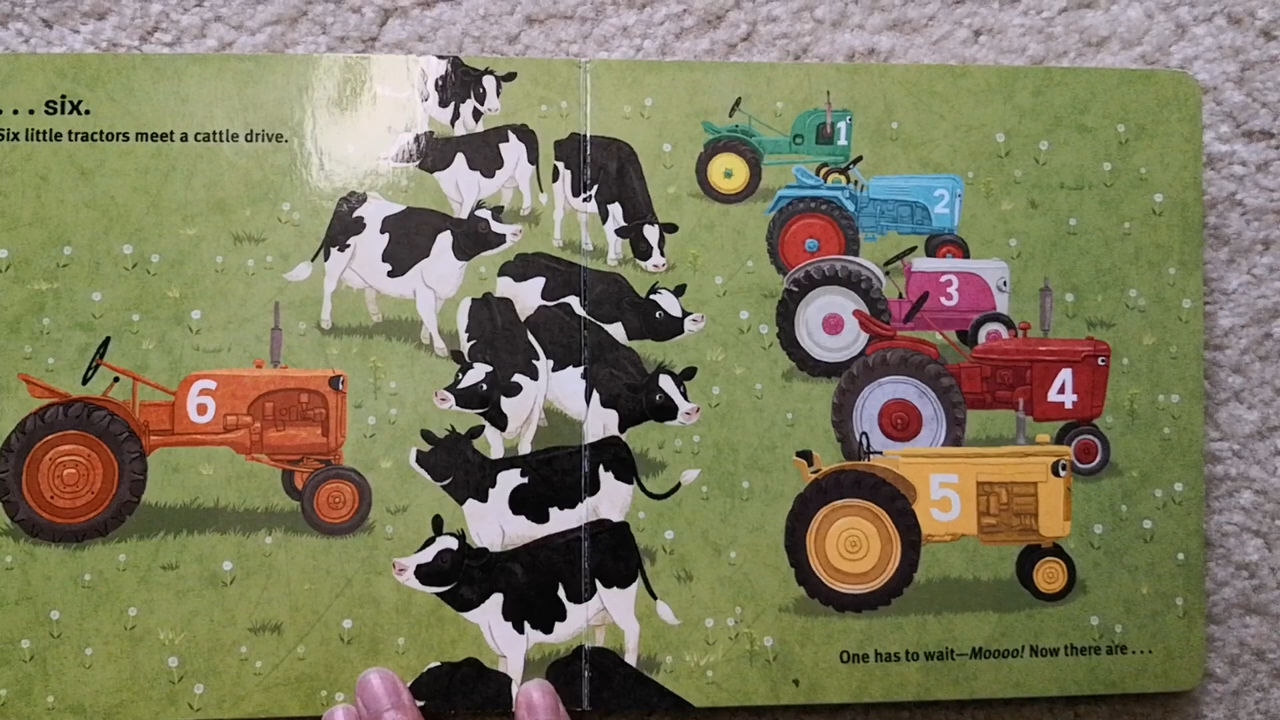 . . . six.
Six little tractors meet a cattle drive.
1
2
3
4
5
6
One has to wait—Moooo! Now there are . . .